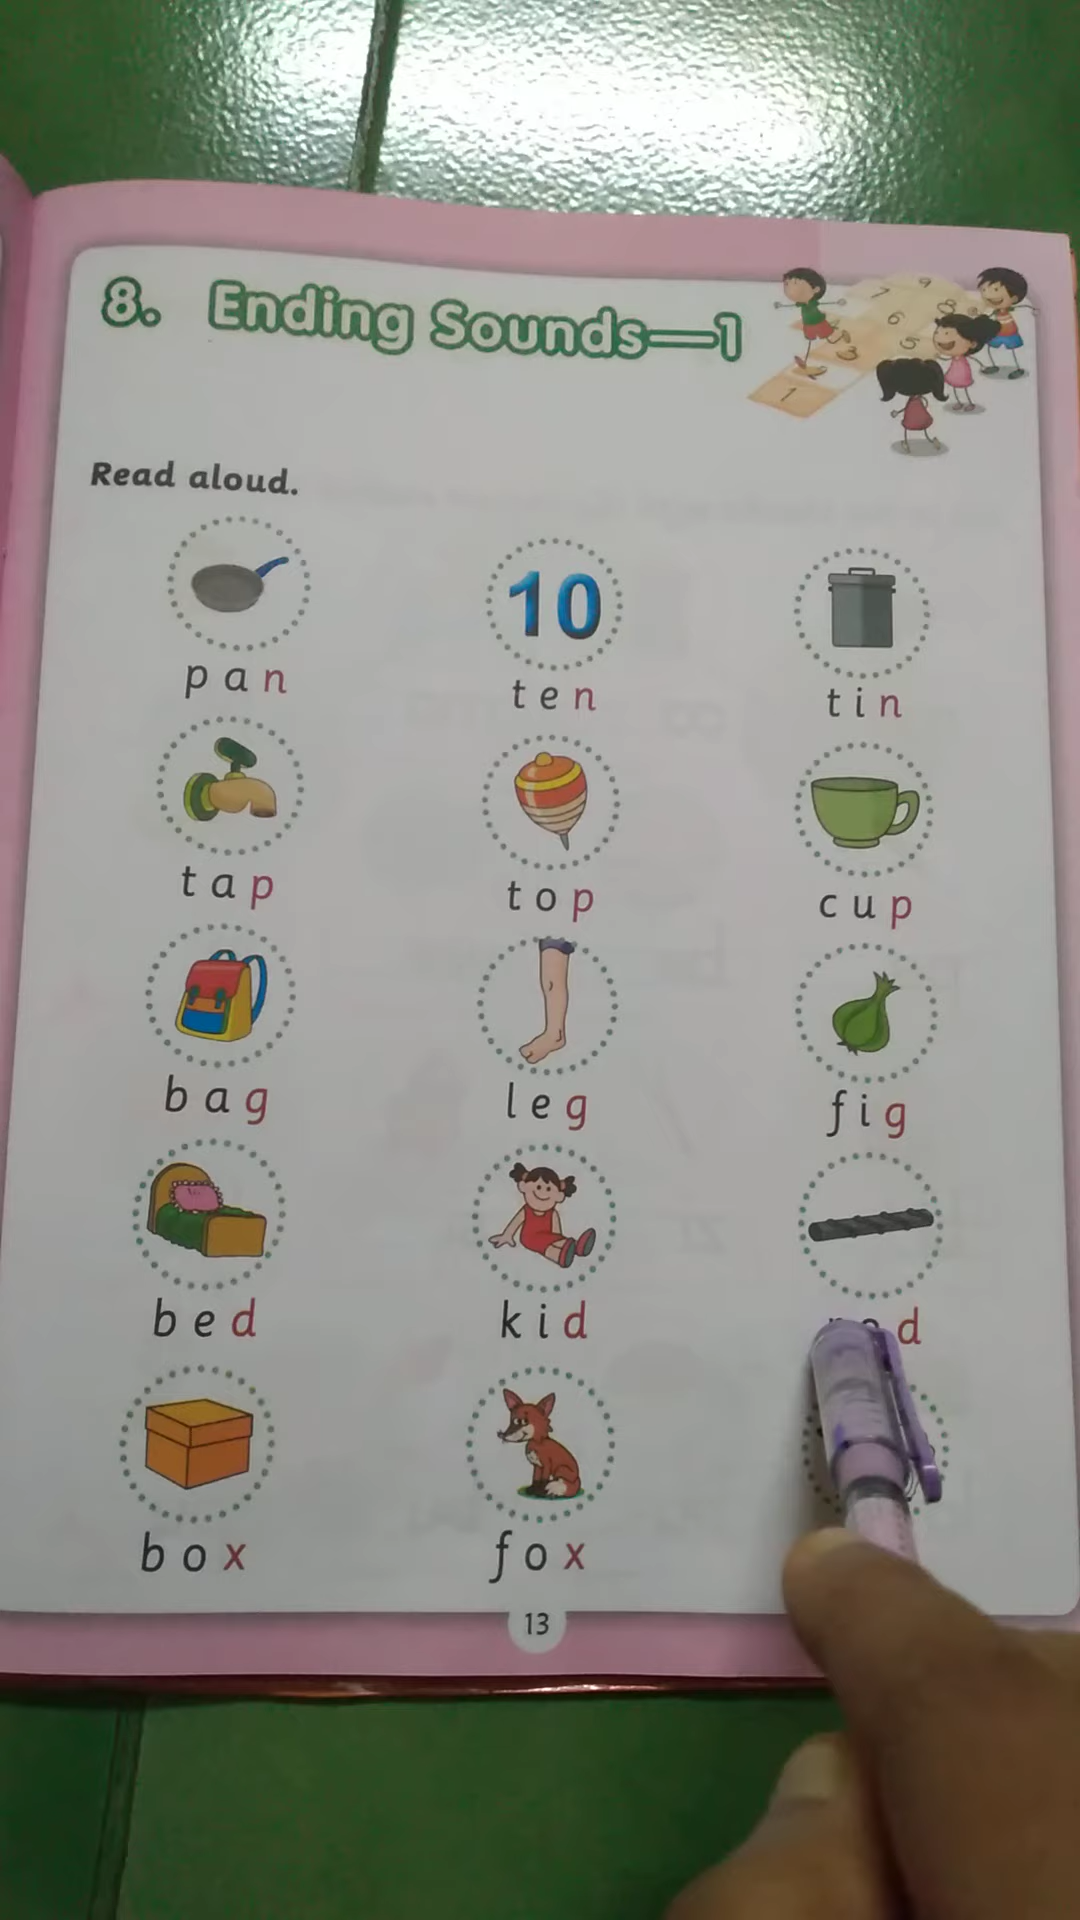 8. Ending Sounds—1
Read aloud.
10
pan ten tin
tap top cup
bag leg fig
bed kid
box fox
13